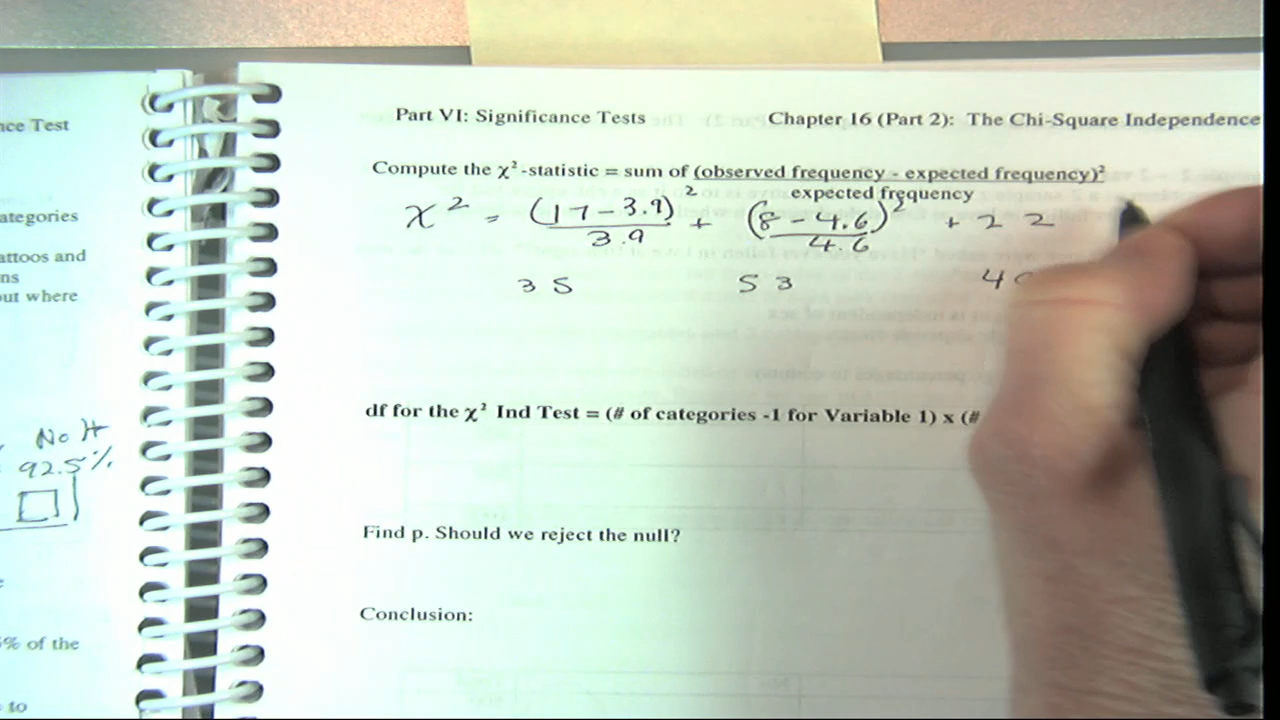 Part VI: Significance Tests
Chapter 16 (Part 2): The Chi-Square Independence
Compute the χ²-statistic = sum of (observed frequency - expected frequency)²
expected frequency
χ² = (17 - 3.9)² / 3.9 + (8 - 4.6)² / 4.6 + 22
35 53 4
df for the χ² Ind Test = (# of categories -1 for Variable 1) x (#
Find p. Should we reject the null?
Conclusion:
Test
ategories
attoos and
out where
No H
92.5%
% of the
to